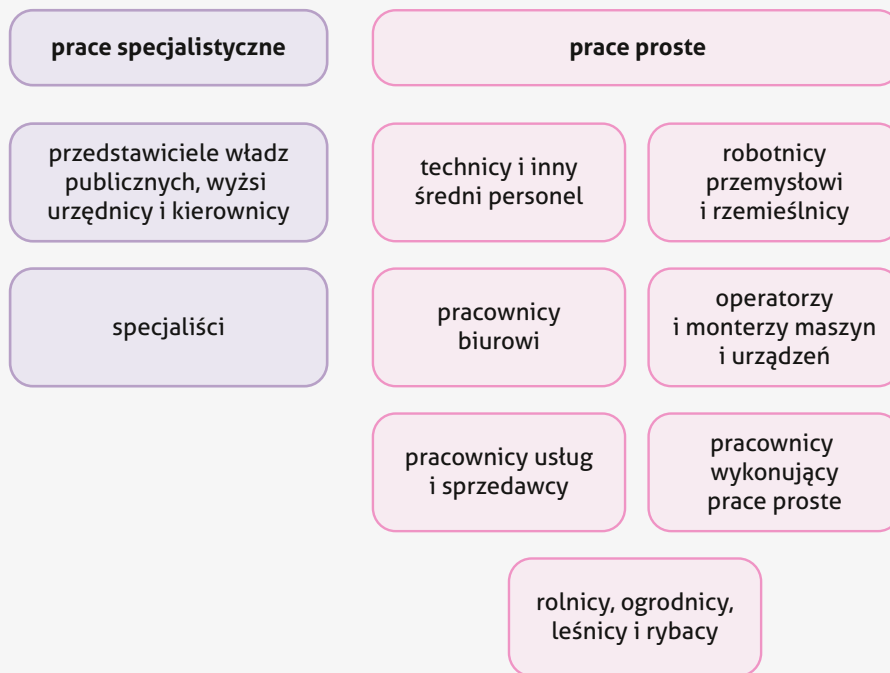 prace specjalistyczne
prace proste
przedstawiciele władz
publicznych, wyżsi
urzędnicy i kierownicy
technicy i inny
średni personel
robotnicy
przemysłowi
i rzemieślnicy
specjaliści
pracownicy
biurowi
operatorzy
i monterzy maszyn
i urządzeń
pracownicy usług
i sprzedawcy
pracownicy
wykonujący
prace proste
rolnicy, ogrodnicy,
leśnicy i rybacy